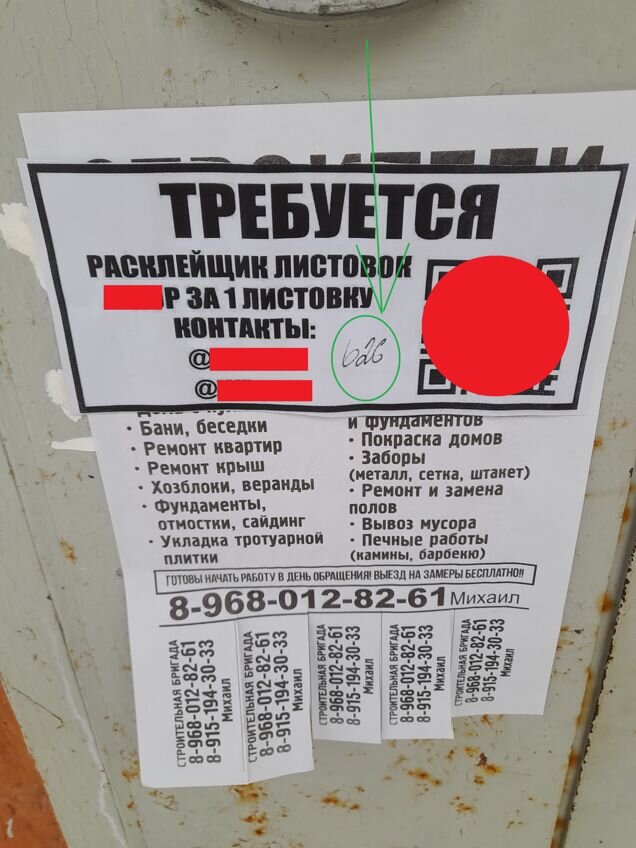 СТРОИТЕЛИ
ТРЕБУЕТСЯ
РАСКЛЕЙЩИК ЛИСТОВОК
Р ЗА 1 ЛИСТОВКУ
КОНТАКТЫ:
@
@
626
· Бани, беседки
· Ремонт квартир
· Ремонт крыш
· Хозблоки, веранды
· Фундаменты,
отмостки, сайдинг
· Укладка тротуарной
плитки
и фундаментов
· Покраска домов
· Заборы
(металл, сетка, штакет)
· Ремонт и замена
полов
· Вывоз мусора
· Печные работы
(камины, барбекю)
ГОТОВЫ НАЧАТЬ РАБОТУ В ДЕНЬ ОБРАЩЕНИЯ! ВЫЕЗД НА ЗАМЕРЫ БЕСПЛАТНО!!
8-968-012-82-61 Михаил
СТРОИТЕЛЬНАЯ БРИГАДА
8-968-012-82-61
8-915-194-30-33
Михаил
СТРОИТЕЛЬНАЯ БРИГАДА
8-968-012-82-61
8-915-194-30-33
Михаил
СТРОИТЕЛЬНАЯ БРИГАДА
8-968-012-82-61
8-915-194-30-33
Михаил
СТРОИТЕЛЬНАЯ БРИГАДА
8-968-012-82-61
8-915-194-30-33
Михаил
СТРОИТЕЛЬНАЯ БРИГАДА
8-968-012-82-61
8-915-194-30-33
Михаил